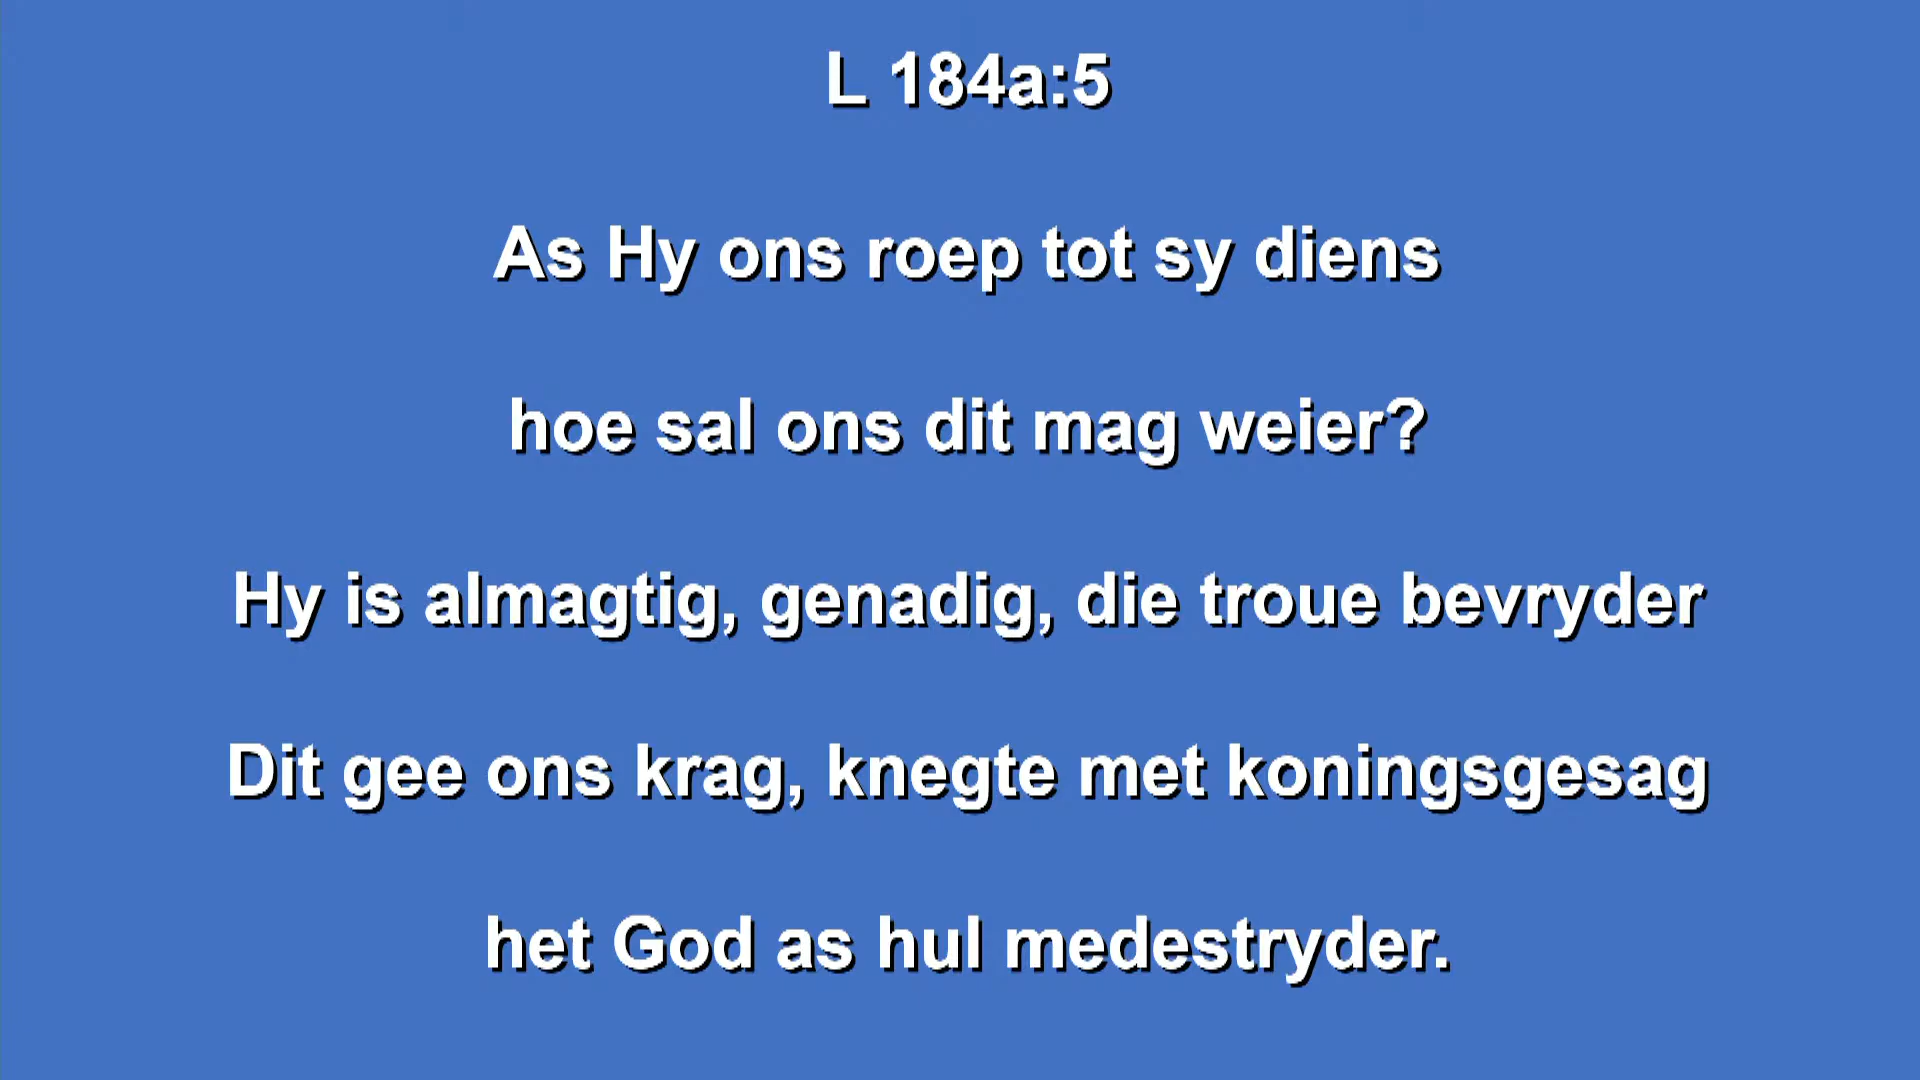 L 184a:5
As Hy ons roep tot sy diens
hoe sal ons dit mag weier?
Hy is almagtig, genadig, die troue bevryder
Dit gee ons krag, knegte met koningsgesag
het God as hul medestryder.